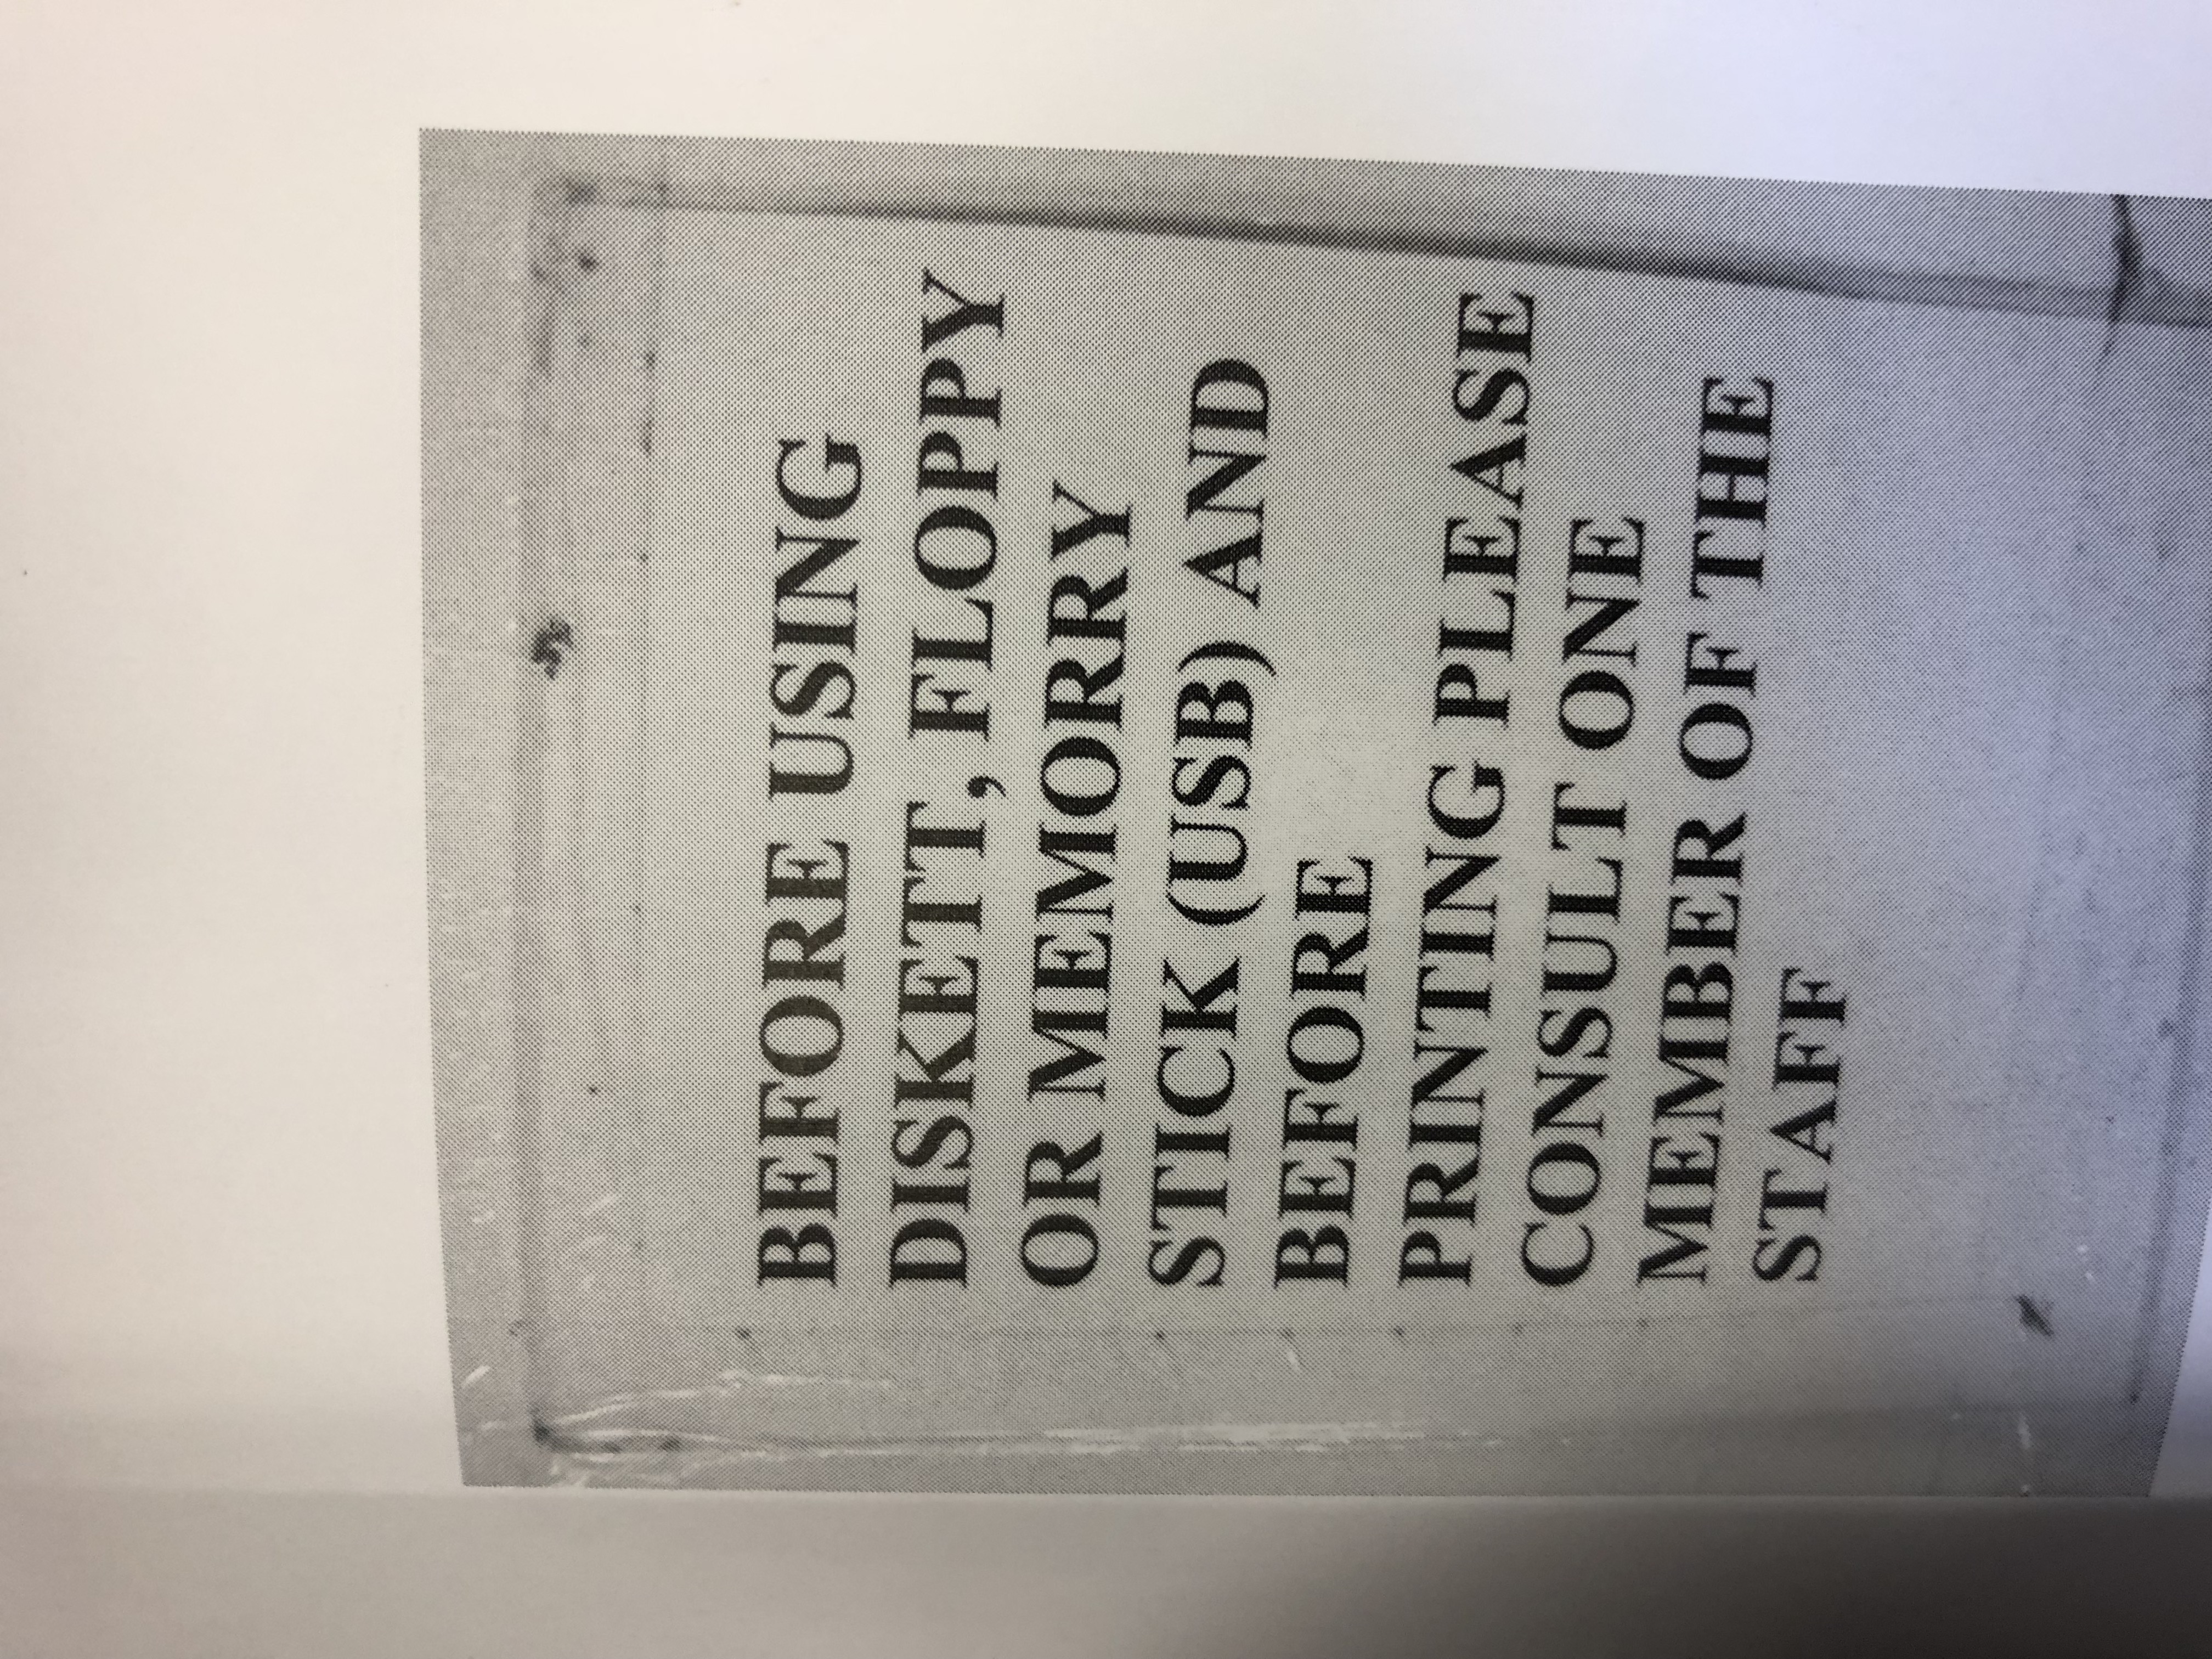 BEFORE USING
DISKETT, FLOPPY
OR MEMORRY
STICK (USB) AND
BEFORE
PRINTING PLEASE
CONSULT ONE
MEMBER OF THE
STAFF